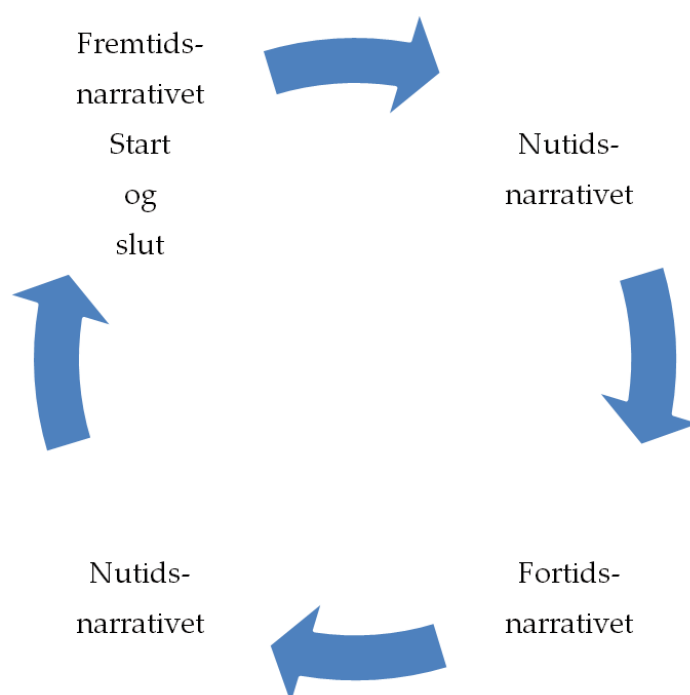 Fremtids-
narrativet
Start
og
slut
Nutids-
narrativet
Fortids-
narrativet
Nutids-
narrativet